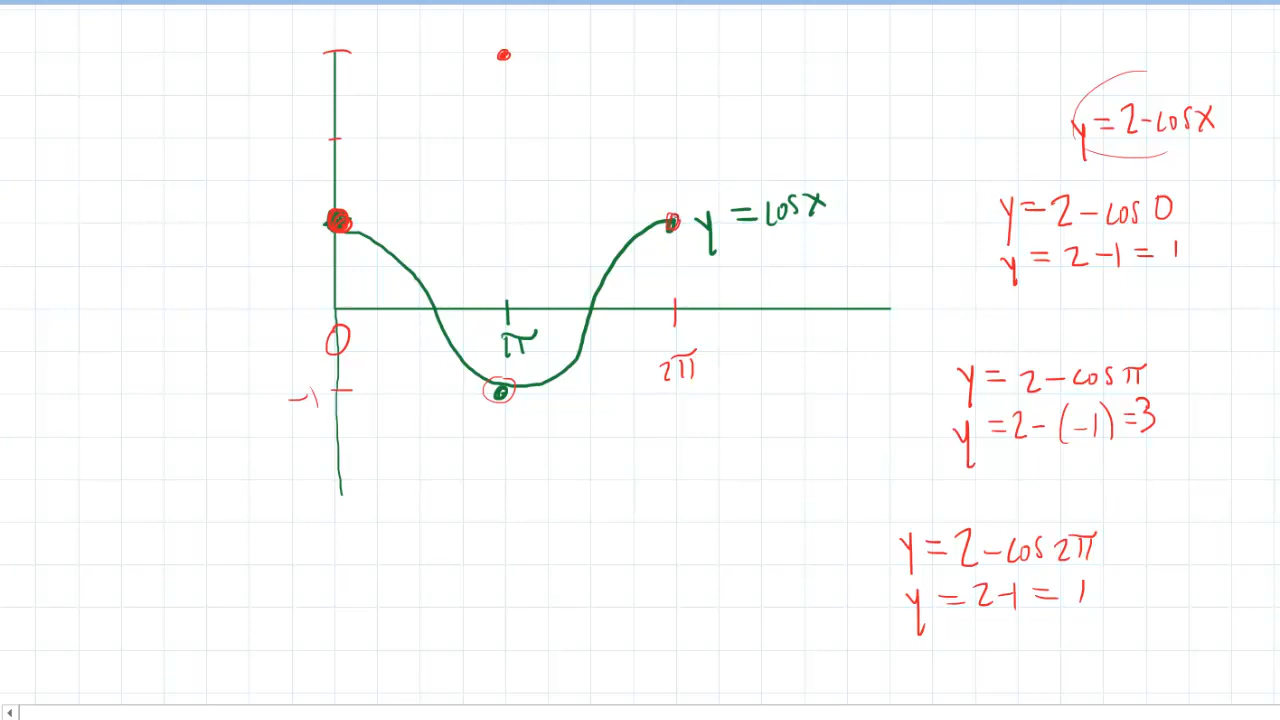 y = 2 - cos x
y = cos x
y = 2 - cos 0
y = 2 - 1 = 1
0
π
2π
-1
y = 2 - cos π
y = 2 - (-1) = 3
y = 2 - cos 2π
y = 2 - 1 = 1